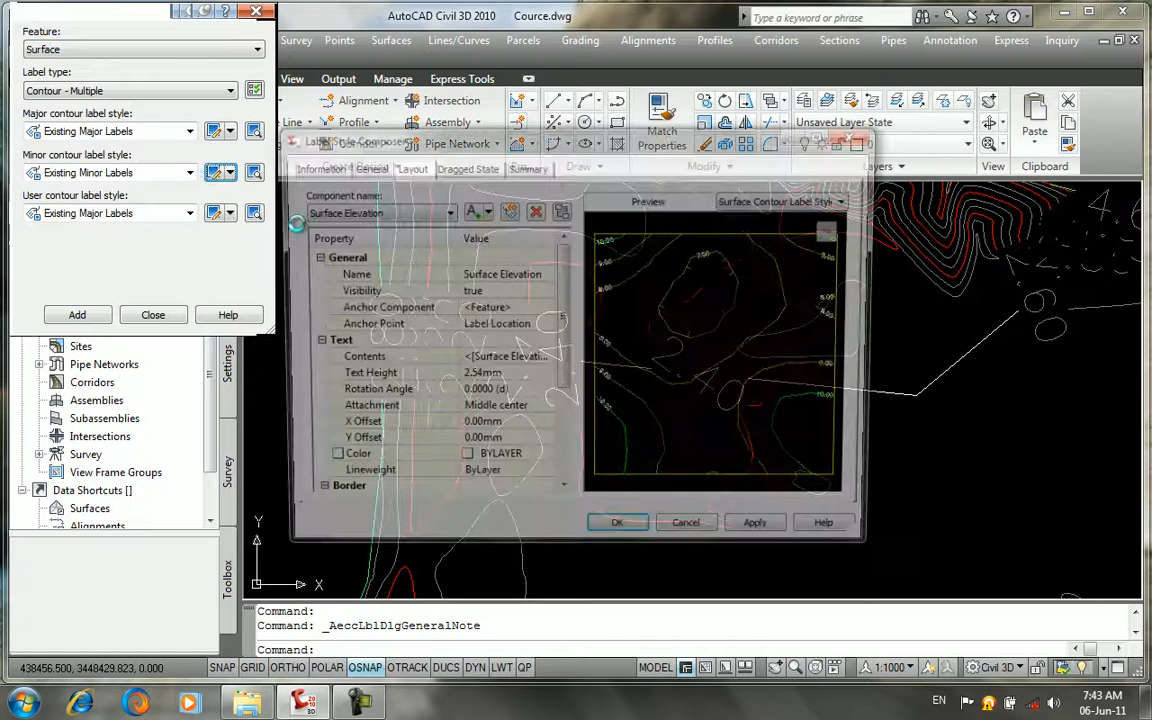 AutoCAD Civil 3D 2010 Cource.dwg
Type a keyword or phrase
Survey Points Surfaces Lines/Curves Parcels Grading Alignments Profiles Corridors Sections Pipes Annotation Express Inquiry
View Output Manage Express Tools
Feature:
Surface
Label type:
Contour - Multiple
Major contour label style:
Existing Major Labels
Minor contour label style:
Existing Minor Labels
User contour label style:
Existing Major Labels
Add Close Help
Alignment Intersection
Profile Assembly
Pipe Network
Draw
Match
Properties
Modify
Unsaved Layer State
Layers
View
Paste
Clipboard
Label Style Composer
Information General Layout Dragged State Summary
Component name:
Surface Elevation
Preview Surface Contour Label Styl
Property Value
General
Name Surface Elevation
Visibility true
Anchor Component <Feature>
Anchor Point Label Location
Text
Contents <[Surface Elevati...
Text Height 2.54mm
Rotation Angle 0.0000 (d)
Attachment Middle center
X Offset 0.00mm
Y Offset 0.00mm
Color BYLAYER
Lineweight ByLayer
Border
OK Cancel Apply Help
Sites
Pipe Networks
Corridors
Assemblies
Subassemblies
Intersections
Survey
View Frame Groups
Data Shortcuts []
Surfaces
Alignments
Settings
Survey
Toolbox
Y
X
Command:
Command: _AeccLblDlgGeneralNote
Command:
438456.500, 3448429.823, 0.000 SNAP GRID ORTHO POLAR OSNAP OTRACK DUCS DYN LWT QP MODEL 1:1000 Civil 3D
EN
7:43 AM
06-Jun-11